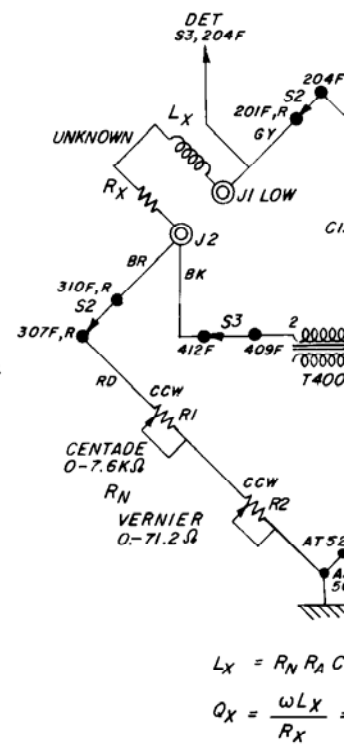 DET
S3, 204F
204F
S2
201F, R
GY
LX
UNKNOWN
J1 LOW
RX
J2
BR
BK
310F, R
S2
307F, R
S3
2
412F
409F
T400
RD
CCW
R1
CENTADE
0-7.6KΩ
RN
CCW
R2
VERNIER
0-71.2 Ω
AT52
LX = RN RA C
QX = ωLX / RX =